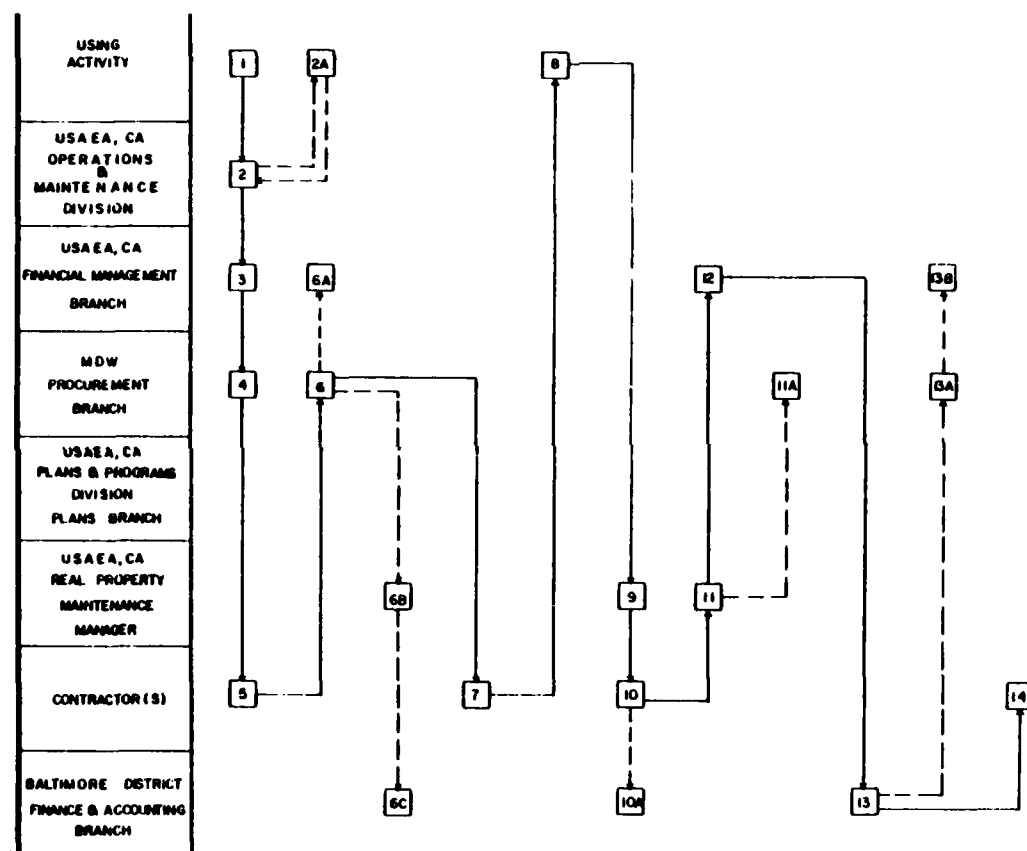 USING
ACTIVITY
1
2A
8
USAEA, CA
OPERATIONS
&
MAINTENANCE
DIVISION
2
USAEA, CA
FINANCIAL MANAGEMENT
BRANCH
3
6A
12
13B
MDW
PROCUREMENT
BRANCH
4
6
11A
13A
USAEA, CA
PLANS & PROGRAMS
DIVISION
PLANS BRANCH
USAEA, CA
REAL PROPERTY
MAINTENANCE
MANAGER
6B
9
11
CONTRACTOR(S)
5
7
10
14
BALTIMORE DISTRICT
FINANCE & ACCOUNTING
BRANCH
6C
10A
13